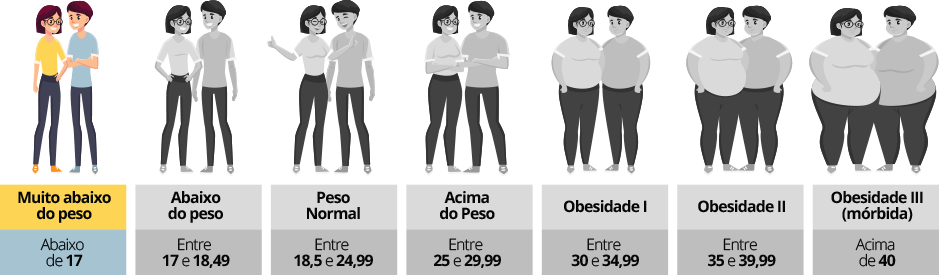 Muito abaixo
do peso
Abaixo
de 17
Abaixo
do peso
Entre
17 e 18,49
Peso
Normal
Entre
18,5 e 24,99
Acima
do Peso
Entre
25 e 29,99
Obesidade I
Entre
30 e 34,99
Obesidade II
Entre
35 e 39,99
Obesidade III
(mórbida)
Acima
de 40